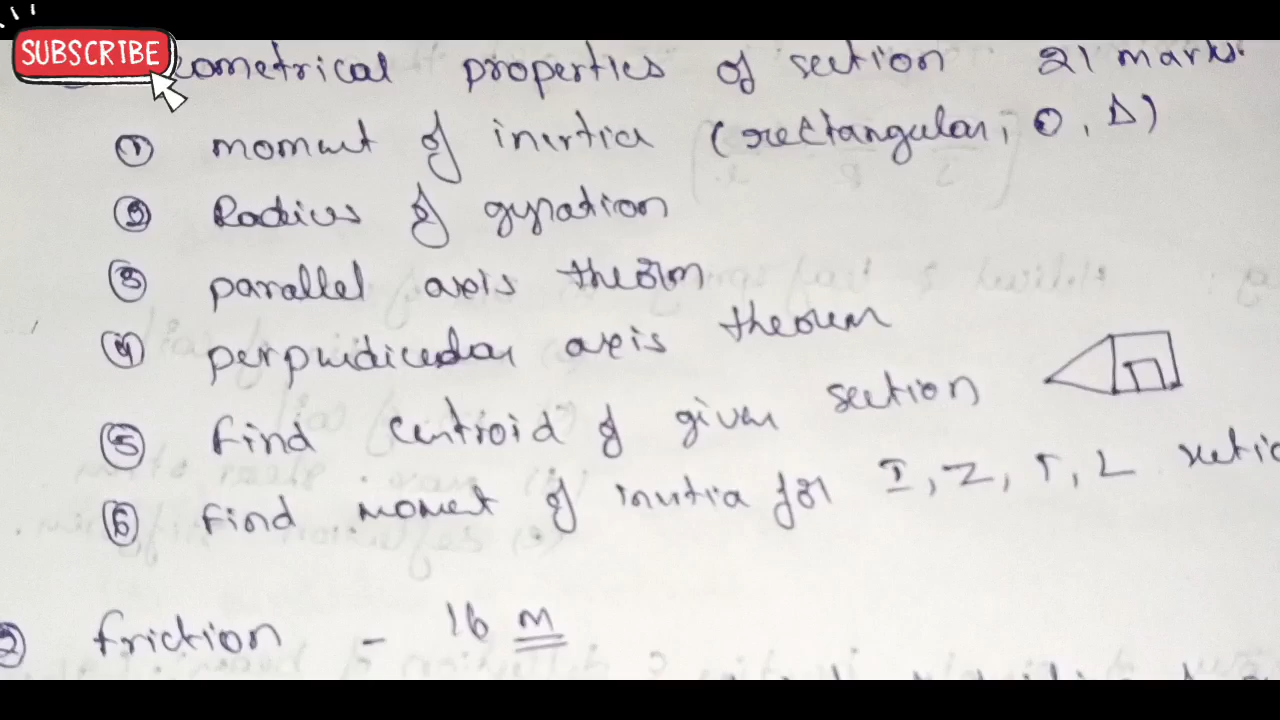 SUBSCRIBE
eometrical properties of section 21 marks
① moment of inertia (rectangular, O, Δ)
② Radius of gyration
③ parallel axis theorm
④ perpendicular axis theorem
⑤ find centroid of given section
⑥ find moment of inertia for I, Z, T, L sectio
② friction - 16 M